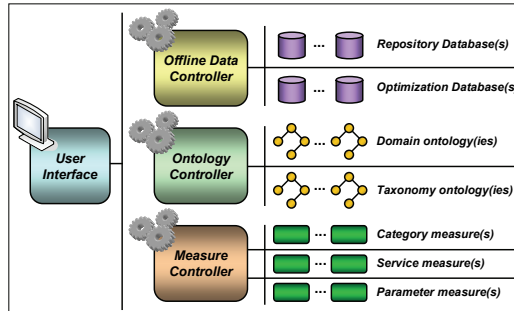 Offline Data
Controller
...
...
Repository Database(s)
Optimization Database(s
User
Interface
Ontology
Controller
...
...
Domain ontology(ies)
Taxonomy ontology(ies)
Measure
Controller
...
...
...
Category measure(s)
Service measure(s)
Parameter measure(s)